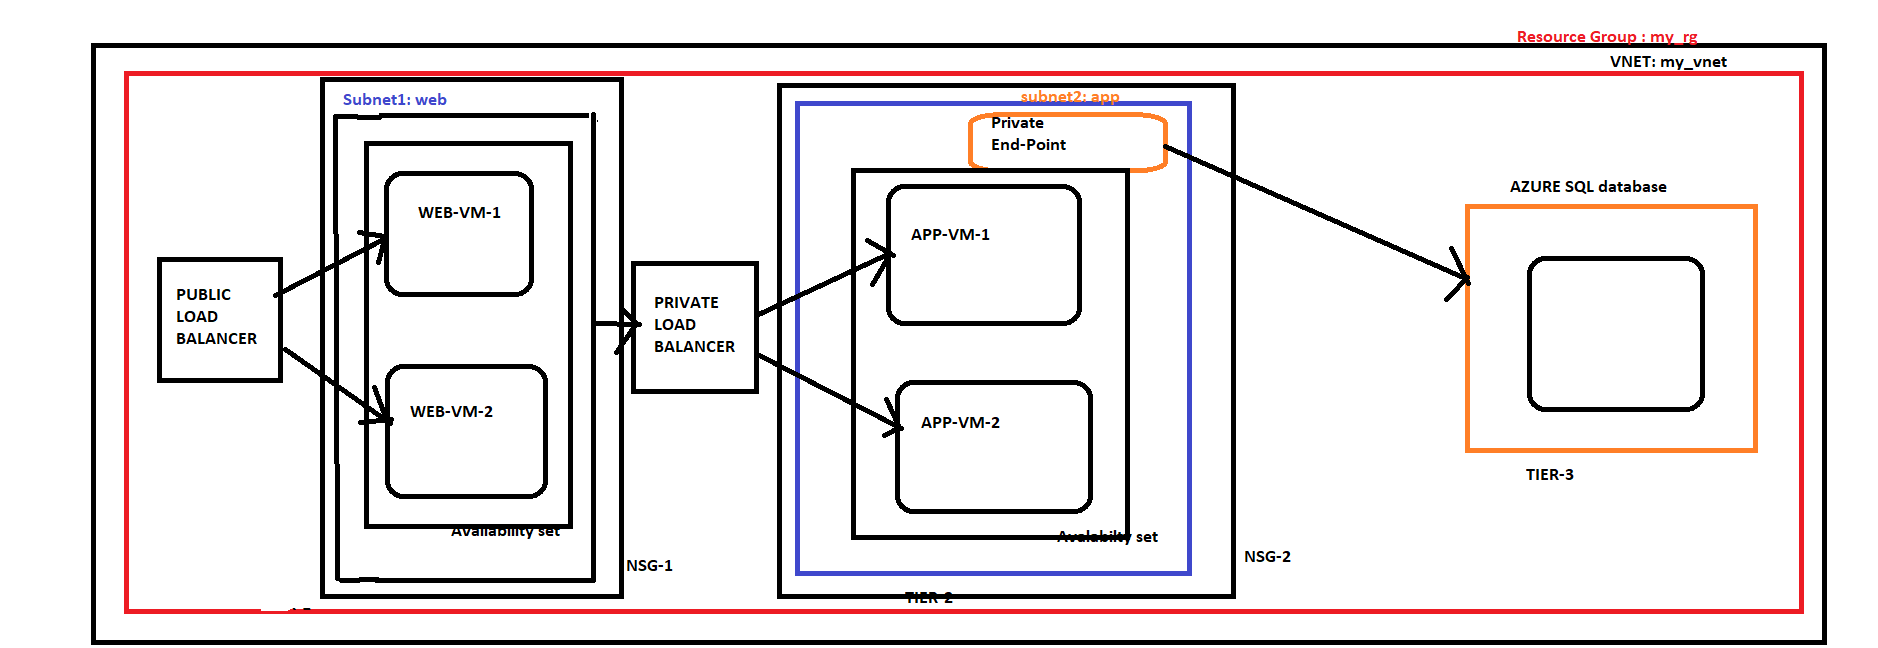 Resource Group : my_rg
VNET: my_vnet
Subnet1: web
subnet2: app
Private
End-Point
AZURE SQL database
WEB-VM-1
APP-VM-1
PUBLIC
LOAD
BALANCER
PRIVATE
LOAD
BALANCER
WEB-VM-2
APP-VM-2
TIER-3
Availability set
Avalabilty set
NSG-1
NSG-2
TIER-2